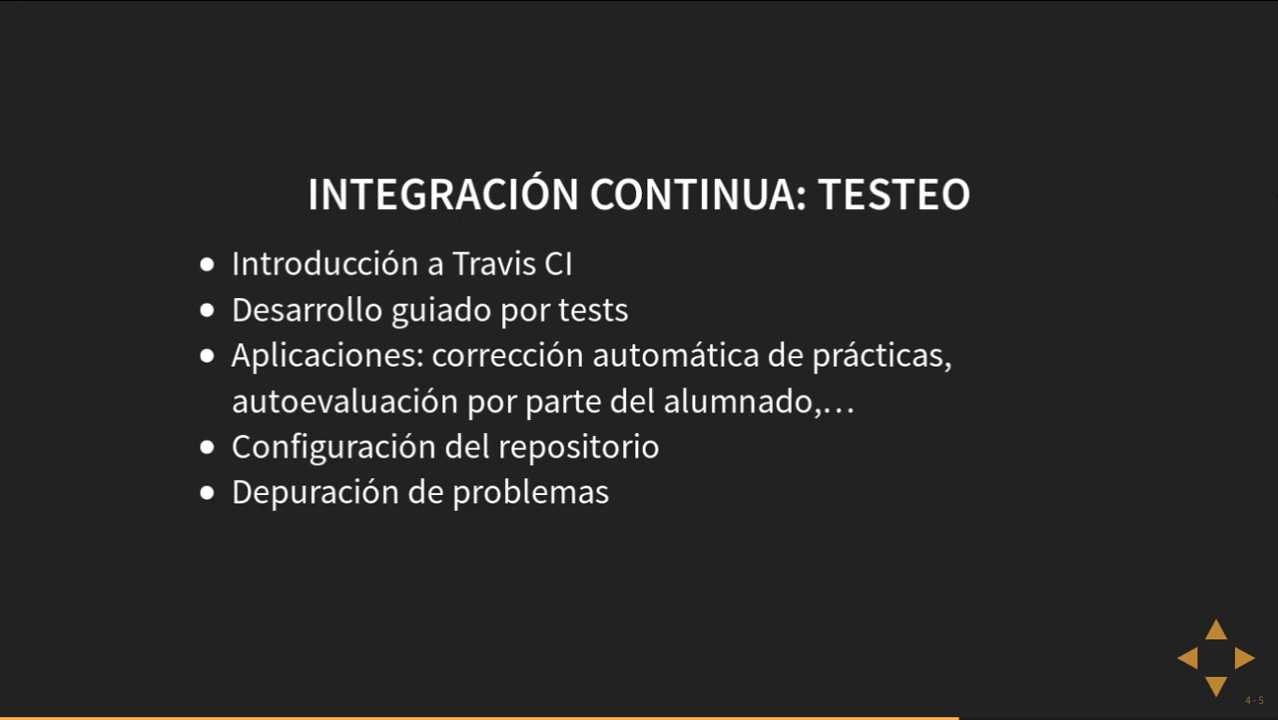 INTEGRACIÓN CONTINUA: TESTEO
Introducción a Travis CI
Desarrollo guiado por tests
Aplicaciones: corrección automática de prácticas,
autoevaluación por parte del alumnado,…
Configuración del repositorio
Depuración de problemas
4 - 5